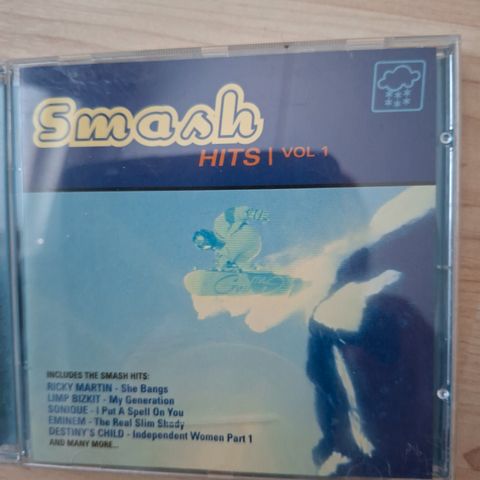 Smash
HITS | VOL 1
INCLUDES THE SMASH HITS:
RICKY MARTIN - She Bangs
LIMP BIZKIT - My Generation
SONIQUE - I Put A Spell On You
EMINEM - The Real Slim Shady
DESTINY'S CHILD - Independent Women Part 1
AND MANY MORE...